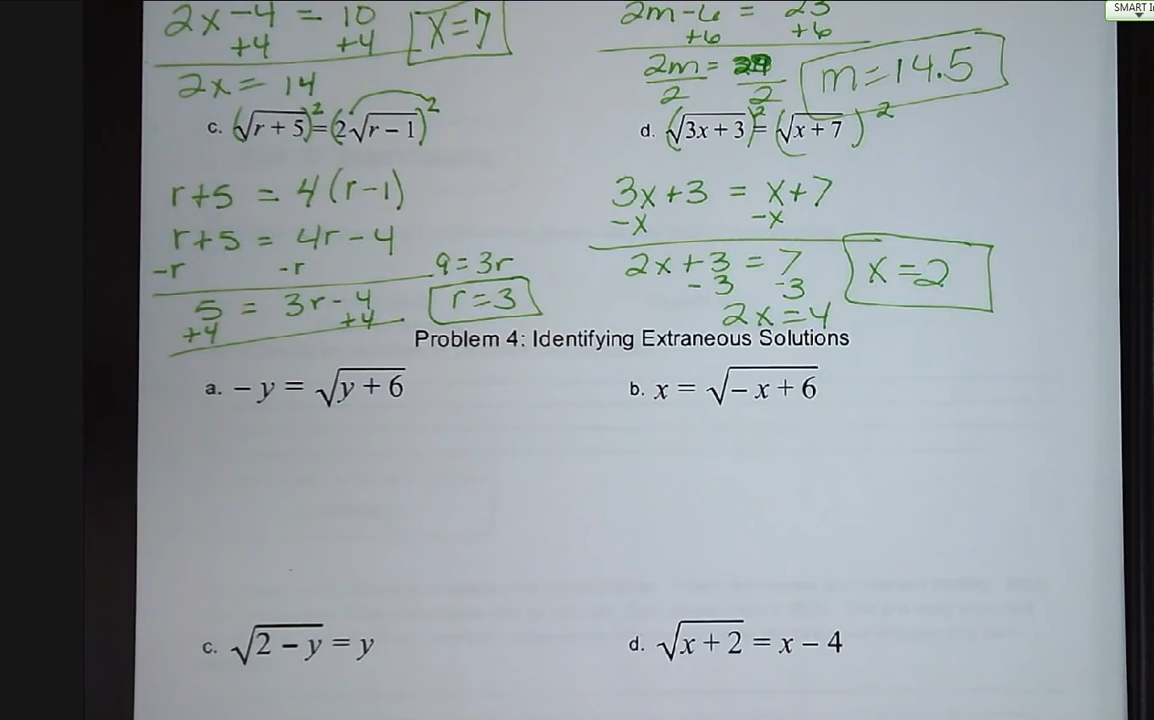 SMART
2x - 4 = 10
+4 +4
x = 7
2x = 14
2m - 6 = 23
+6 +6
2m = 29
2 2
m = 14.5
c. (√r + 5)² = (2√r − 1)²
r+5 = 4(r-1)
r+5 = 4r - 4
-r -r
5 = 3r - 4
+4 +4
9 = 3r
r = 3
d. (√3x + 3)² = (√x + 7)²
3x+3 = x+7
-x -x
2x+3 = 7
-3 -3
2x = 4
x = 2
Problem 4: Identifying Extraneous Solutions
a. −y = √y + 6
b. x = √−x + 6
c. √2 − y = y
d. √x + 2 = x − 4